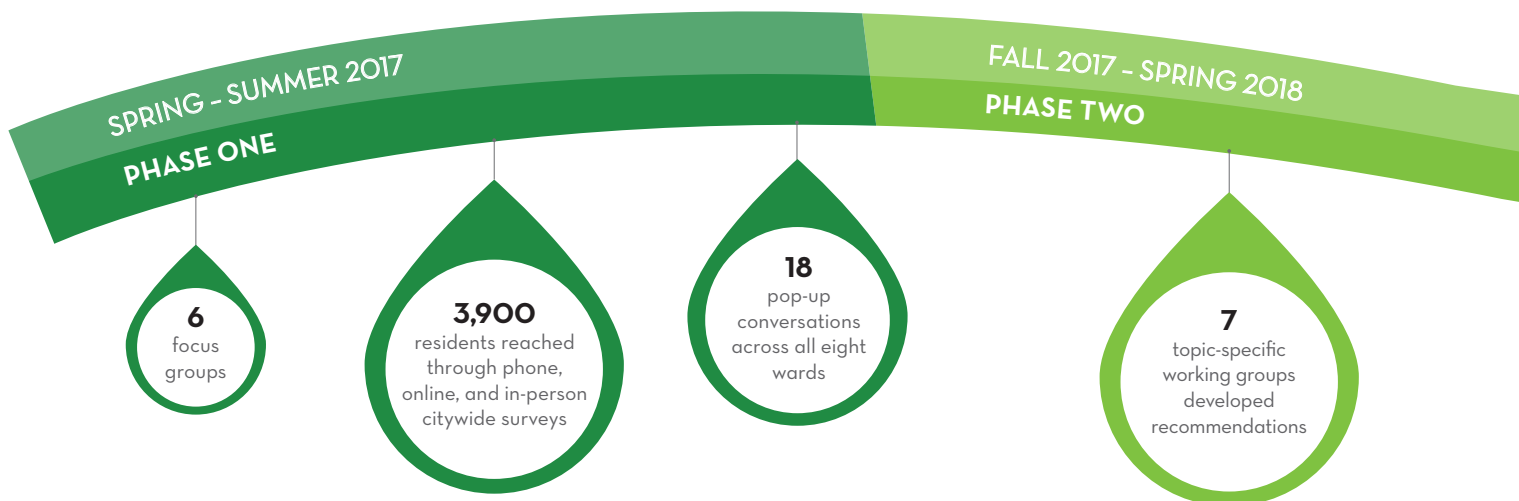 SPRING – SUMMER 2017
PHASE ONE
FALL 2017 – SPRING 2018
PHASE TWO
6
focus
groups
3,900
residents reached
through phone,
online, and in-person
citywide surveys
18
pop-up
conversations
across all eight
wards
7
topic-specific
working groups
developed
recommendations